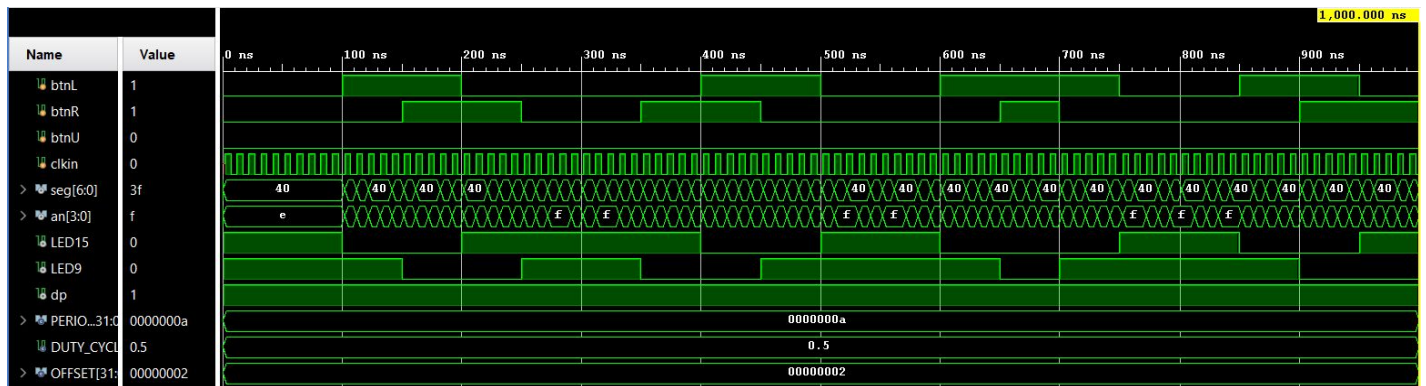 1,000.000 ns
Name Value 0 ns 100 ns 200 ns 300 ns 400 ns 500 ns 600 ns 700 ns 800 ns 900 ns
btnL 1
btnR 1
btnU 0
clkin 0
seg[6:0] 3f 40 40 40 40 40 40 40 40 40 40 40 40 40 40 40
an[3:0] f e f f f f f f f
LED15 0
LED9 0
dp 1
PERIO...31:0 0000000a 0000000a
DUTY_CYCL 0.5 0.5
OFFSET[31: 00000002 00000002